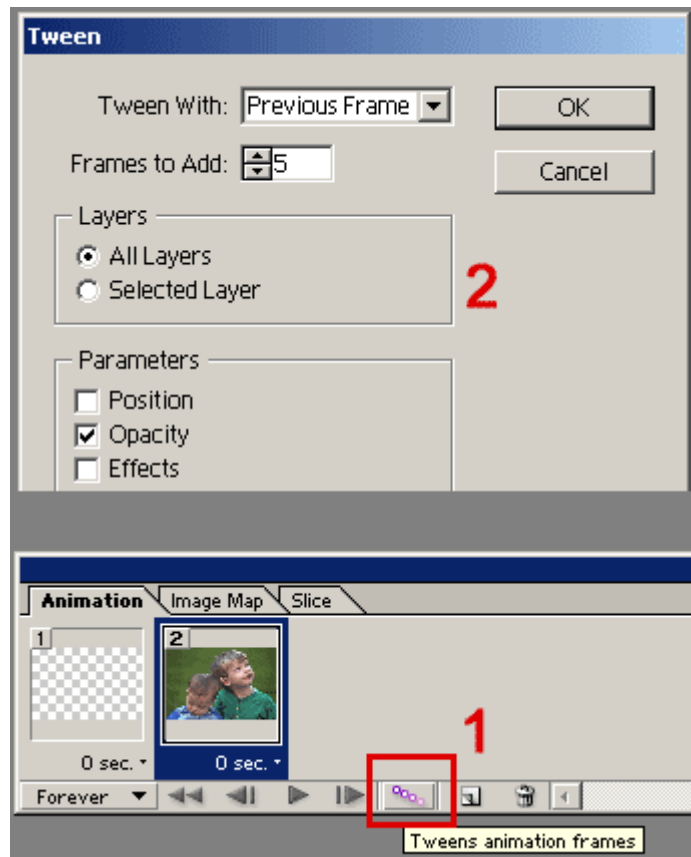 Tween
Tween With: Previous Frame
OK
Frames to Add: 5
Cancel
Layers
All Layers
Selected Layer
2
Parameters
Position
Opacity
Effects
Animation Image Map Slice
1 2
1
0 sec. 0 sec.
Forever
Tweens animation frames